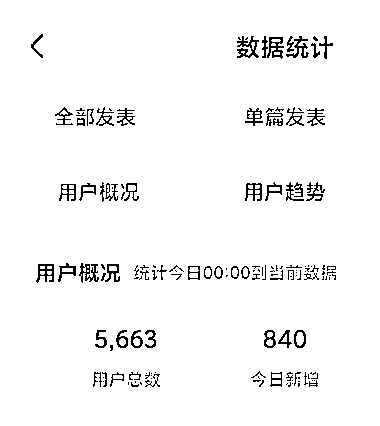 数据统计
全部发表 单篇发表
用户概况 用户趋势
用户概况 统计今日00:00到当前数据
5,663 840
用户总数 今日新增